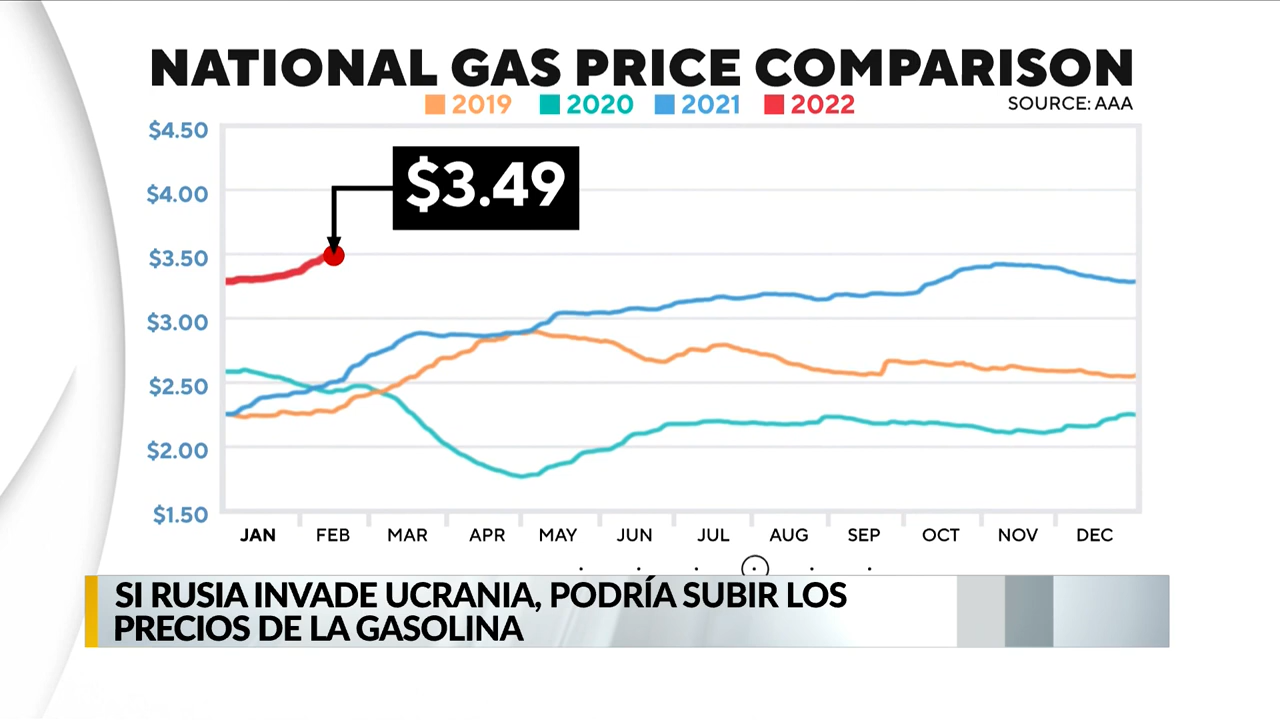 NATIONAL GAS PRICE COMPARISON
2019 2020 2021 2022 SOURCE: AAA
$4.50
$4.00
$3.49
$3.50
$3.00
$2.50
$2.00
$1.50
JAN FEB MAR APR MAY JUN JUL AUG SEP OCT NOV DEC
SI RUSIA INVADE UCRANIA, PODRÍA SUBIR LOS
PRECIOS DE LA GASOLINA